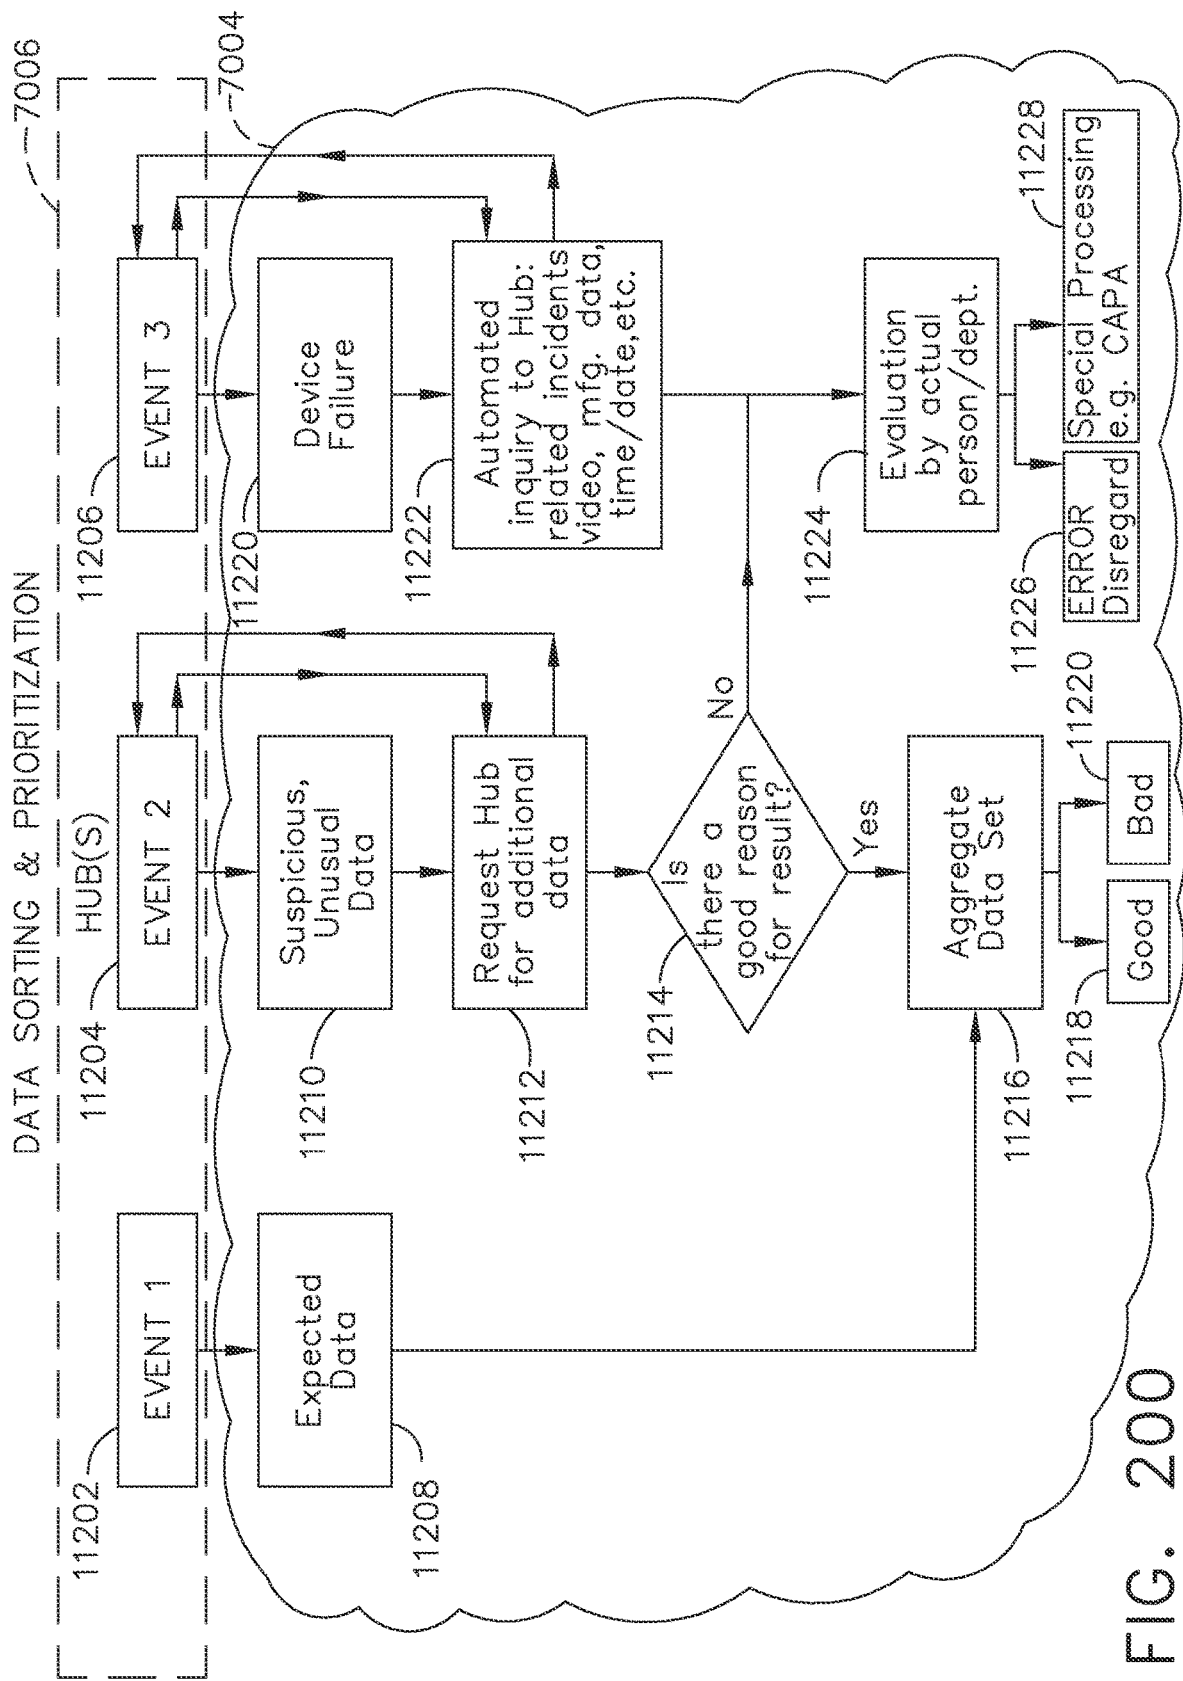 DATA SORTING & PRIORITIZATION
7006
HUB(S)
11202
11204
11206
EVENT 1
EVENT 2
EVENT 3
7004
Expected
Data
11208
Suspicious,
Unusual
Data
11210
Device
Failure
11220
Request Hub
for additional
data
11212
Automated
inquiry to Hub:
related incidents
video, mfg. data,
time/date,etc.
11222
Is
there a
good reason
for result?
11214
No
Yes
Aggregate
Data Set
11216
Evaluation
by actual
person/dept.
11224
Good
11218
Bad
11220
ERROR
Disregard
11226
Special Processing
e.g. CAPA
11228
FIG. 200